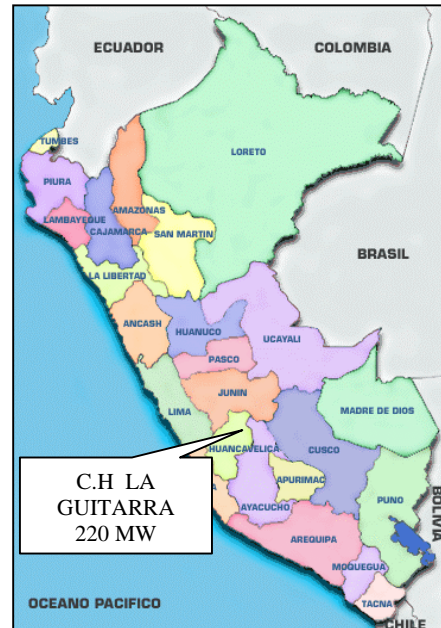 ECUADOR
COLOMBIA
TUMBES
LORETO
PIURA
AMAZONAS
LAMBAYEQUE
CAJAMARCA
SAN MARTIN
BRASIL
LA LIBERTAD
ANCASH
HUANUCO
UCAYALI
PASCO
JUNIN
LIMA
MADRE DE DIOS
HUANCAVELICA
CUSCO
C.H LA
GUITARRA
220 MW
APURIMAC
PUNO
BOLIVIA
AYACUCHO
AREQUIPA
MOQUEGUA
OCEANO PACIFICO
TACNA
CHILE